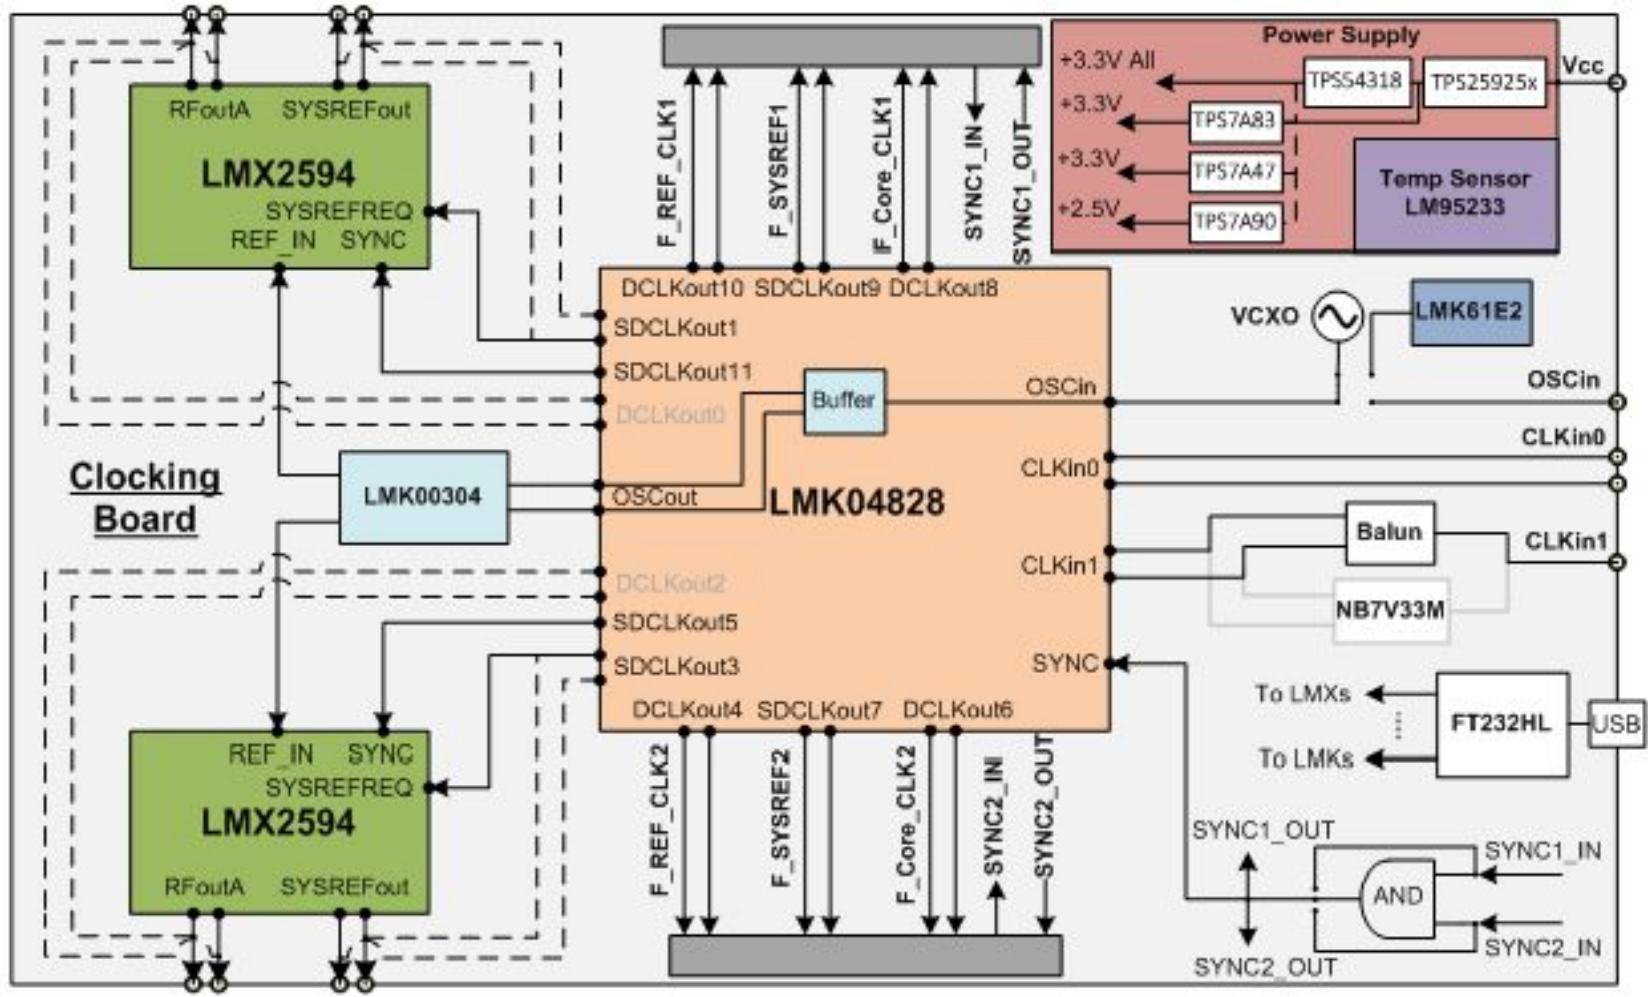 RFoutA SYSREFout
LMX2594
SYSREFREQ
REF_IN SYNC
F_REF_CLK1
F_SYSREF1
IF_Core_CLK1
SYNC1_IN
SYNC1_OUT
Power Supply
+3.3V All
TPS54318
TPS25925x
Vcc
+3.3V
TPS7A83
+3.3V
TPS7A47
+2.5V
TPS7A90
Temp Sensor
LM95233
DCLKout10 SDCLKout9 DCLKout8
SDCLKout1
SDCLKout11
DCLKout0
Buffer
OSCin
VCXO
LMK61E2
OSCin
CLKin0
CLKin0
Clocking
Board
LMK00304
OSCout
LMK04828
CLKin1
Balun
CLKin1
NB7V33M
DCLKout2
SDCLKout5
SDCLKout3
SYNC
DCLKout4 SDCLKout7 DCLKout6
To LMXs
FT232HL
USB
To LMKs
REF_IN SYNC
SYSREFREQ
LMX2594
RFoutA SYSREFout
F_REF_CLK2
F_SYSREF2
F_Core_CLK2
SYNC2_IN
SYNC2_OUT
SYNC1_OUT
SYNC1_IN
AND
SYNC2_IN
SYNC2_OUT